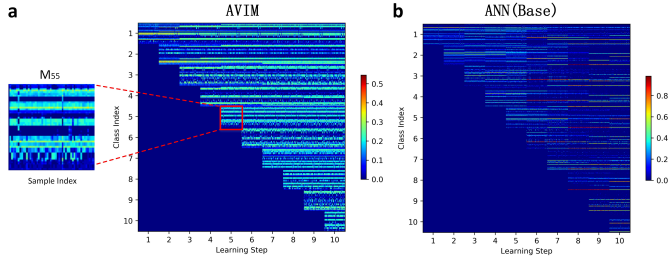 a
AVIM
M55
Sample Index
Class Index
1
2
3
4
5
6
7
8
9
10
1 2 3 4 5 6 7 8 9 10
Learning Step
0.5
0.4
0.3
0.2
0.1
0.0
b
ANN(Base)
Class Index
1
2
3
4
5
6
7
8
9
10
1 2 3 4 5 6 7 8 9 10
Learning Step
0.8
0.6
0.4
0.2
0.0